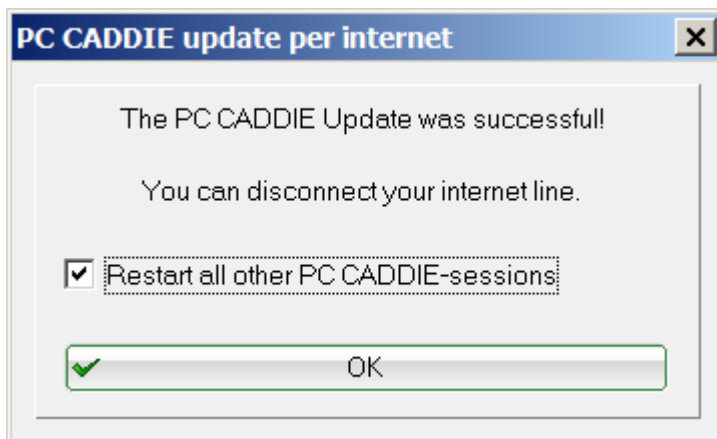 PC CADDIE update per internet
The PC CADDIE Update was successful!
You can disconnect your internet line.
Restart all other PC CADDIE-sessions
OK